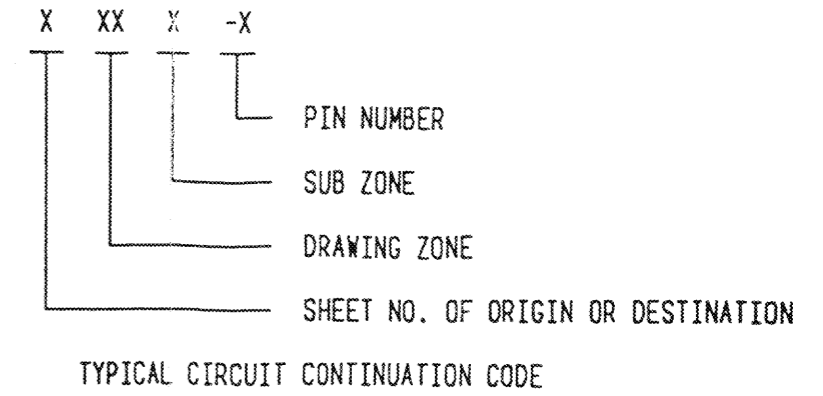 X XX X -X
PIN NUMBER
SUB ZONE
DRAWING ZONE
SHEET NO. OF ORIGIN OR DESTINATION
TYPICAL CIRCUIT CONTINUATION CODE